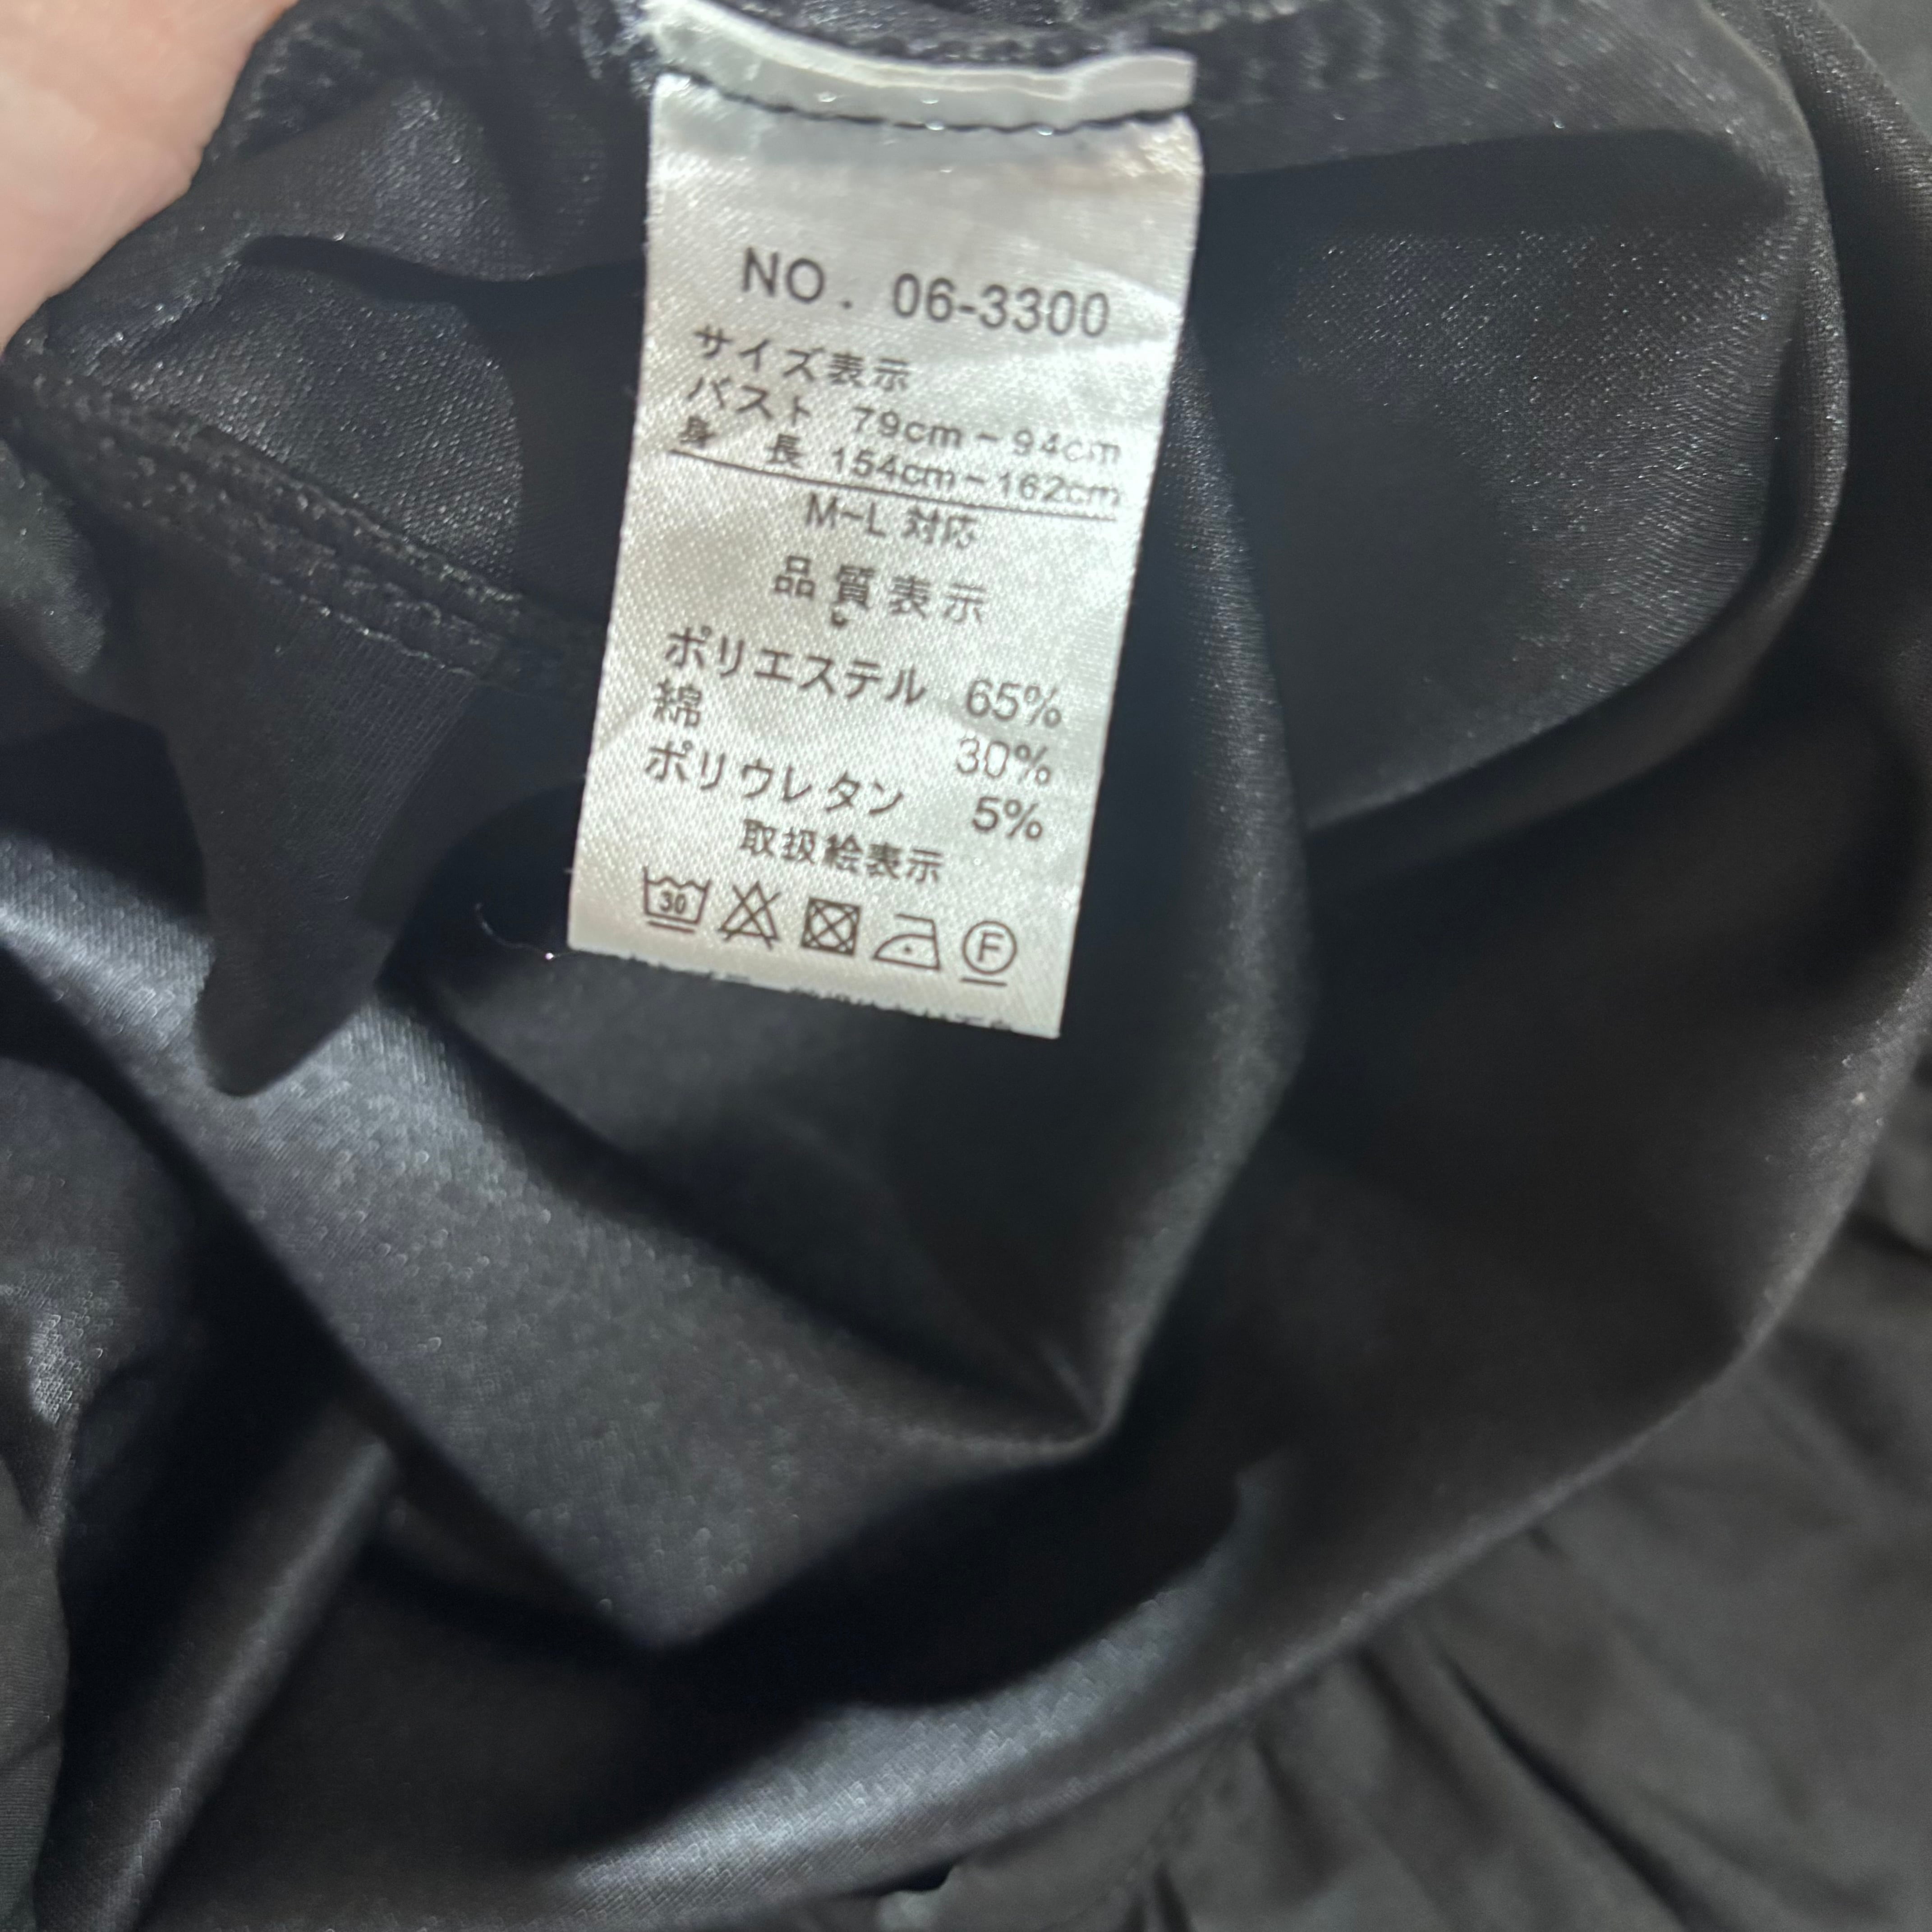 NO. 06-3300
サイズ表示
バスト 79cm~94cm
身 長 154cm~162cm
M~L 対応
品質表示
ポリエステル 65%
綿 30%
ポリウレタン 5%
取扱絵表示
30
F